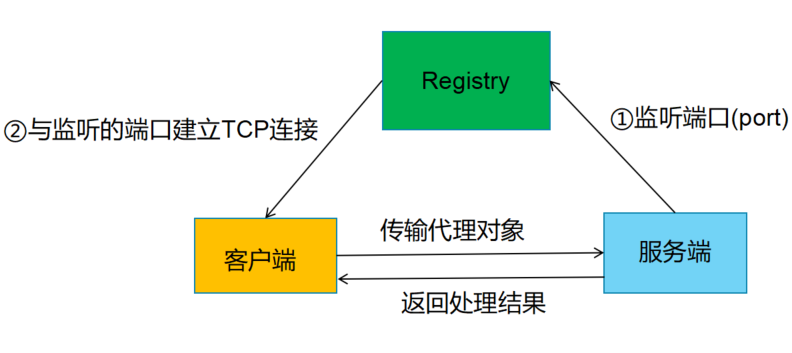 Registry
①监听端口(port)
②与监听的端口建立TCP连接
传输代理对象
客户端
服务端
返回处理结果